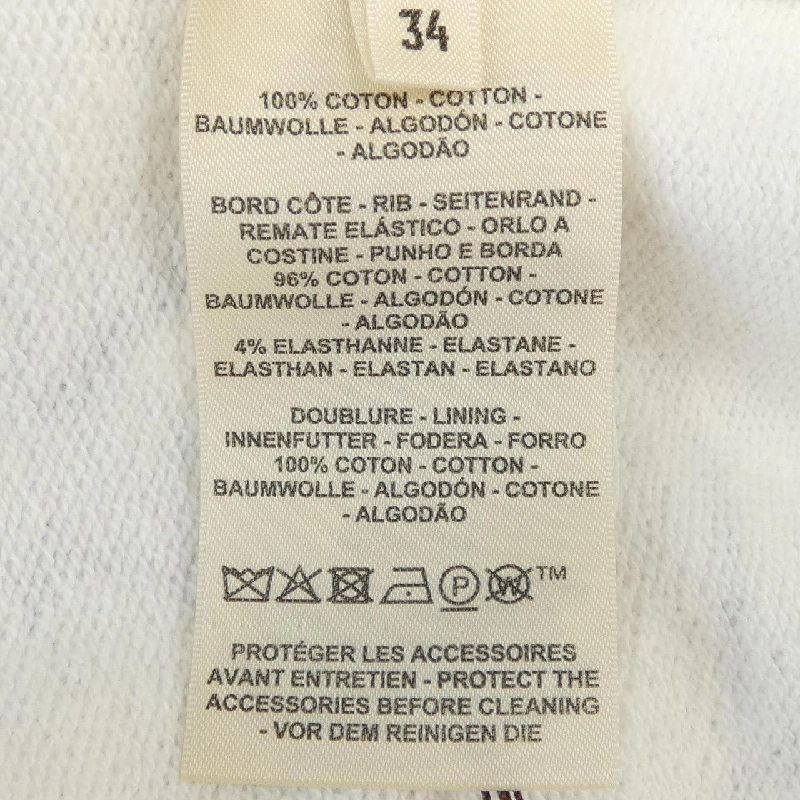 34
100% COTON - COTTON -
BAUMWOLLE - ALGODÓN - COTONE
- ALGODÃO
BORD CÔTE - RIB - SEITENRAND -
REMATE ELÁSTICO - ORLO A
COSTINE - PUNHO E BORDA
96% COTON - COTTON -
BAUMWOLLE - ALGODÓN - COTONE
- ALGODÃO
4% ELASTHANNE - ELASTANE -
ELASTHAN - ELASTAN - ELASTANO
DOUBLURE - LINING -
INNENFUTTER - FODERA - FORRO
100% COTON - COTTON -
BAUMWOLLE - ALGODÓN - COTONE
- ALGODÃO
P W TM
PROTÉGER LES ACCESSOIRES
AVANT ENTRETIEN - PROTECT THE
ACCESSORIES BEFORE CLEANING
- VOR DEM REINIGEN DIE